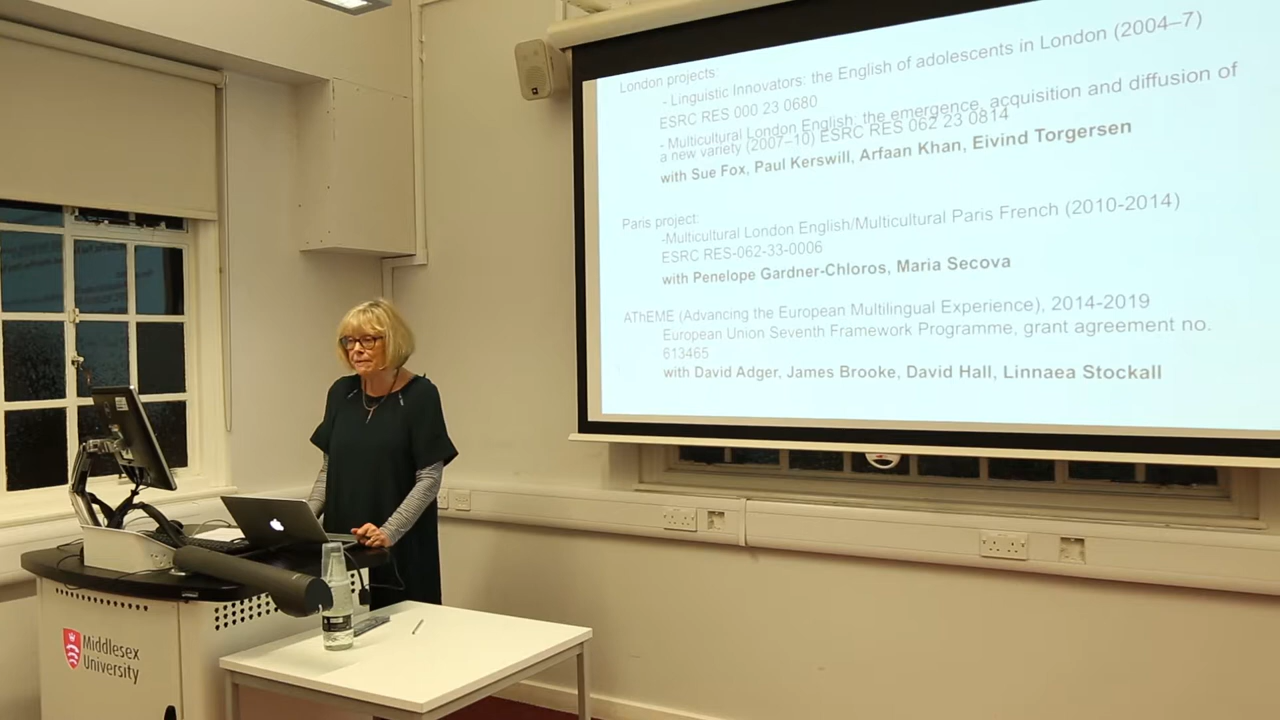 London projects:
- Linguistic Innovators: the English of adolescents in London (2004–7)
ESRC RES 000 23 0680
- Multicultural London English: the emergence, acquisition and diffusion of
a new variety (2007–10) ESRC RES 062 23 0814
with Sue Fox, Paul Kerswill, Arfaan Khan, Eivind Torgersen
Paris project:
-Multicultural London English/Multicultural Paris French (2010-2014)
ESRC RES-062-33-0006
with Penelope Gardner-Chloros, Maria Secova
AThEME (Advancing the European Multilingual Experience), 2014-2019
European Union Seventh Framework Programme, grant agreement no.
613465
with David Adger, James Brooke, David Hall, Linnaea Stockall
Middlesex
University